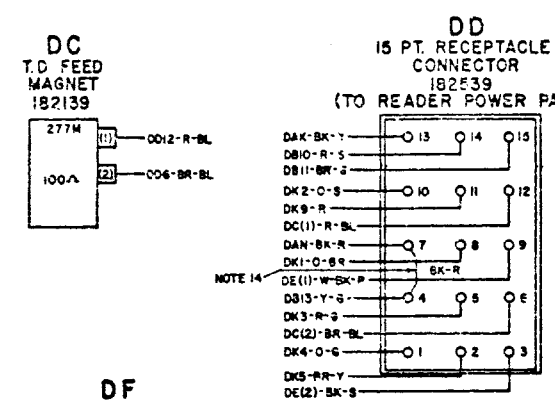 DC
T.D FEED
MAGNET
182139
277M
(1) DD12-R-BL
(2) DD6-BR-BL
100Ω
DF
DD
15 PT. RECEPTACLE
CONNECTOR
182539
(TO READER POWER PA
DAK-BK-Y 13 14 15
DB10-R-S
DB11-BR-S
DK2-O-S 10 11 12
DK9-R
DC(1)-R-BL
DAN-BK-R 7 8 9
DK1-O-BR
BK-R
NOTE 14
DE(1)-W-BK-R
DB13-Y-G 4 5 6
DK3-R-G
DC(2)-BR-BL
DK4-O-G 1 2 3
DK5-BR-Y
DE(2)-BK-S